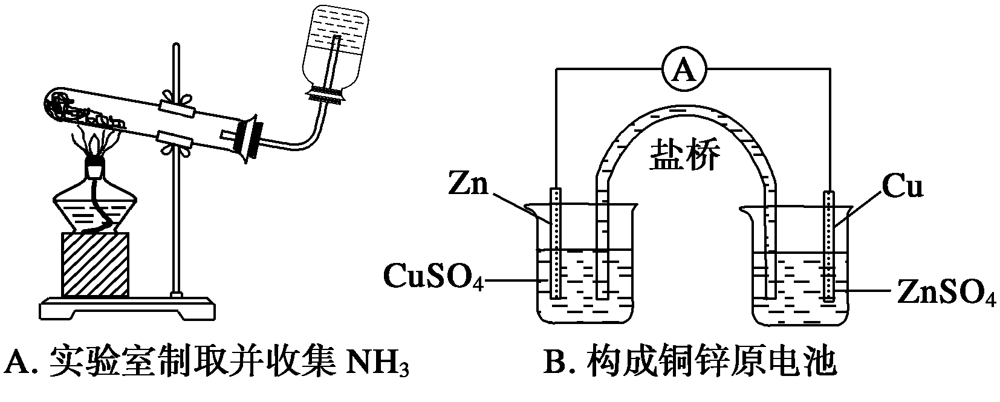 A
盐桥
Zn
Cu
CuSO₄
ZnSO₄
A. 实验室制取并收集 NH₃
B. 构成铜锌原电池